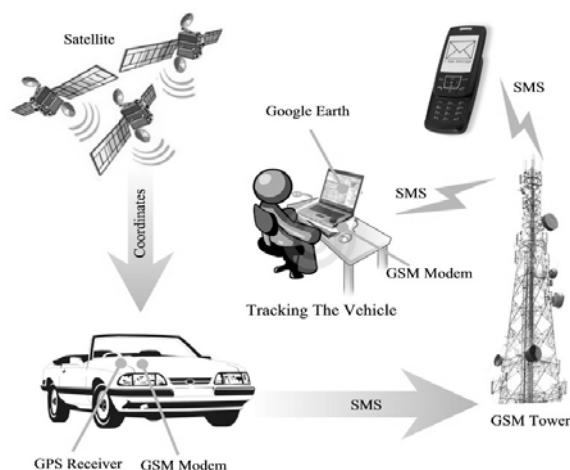 Satellite
SMS
Google Earth
SMS
Coordinates
GSM Modem
Tracking The Vehicle
SMS
GSM Tower
GPS Receiver
GSM Modem